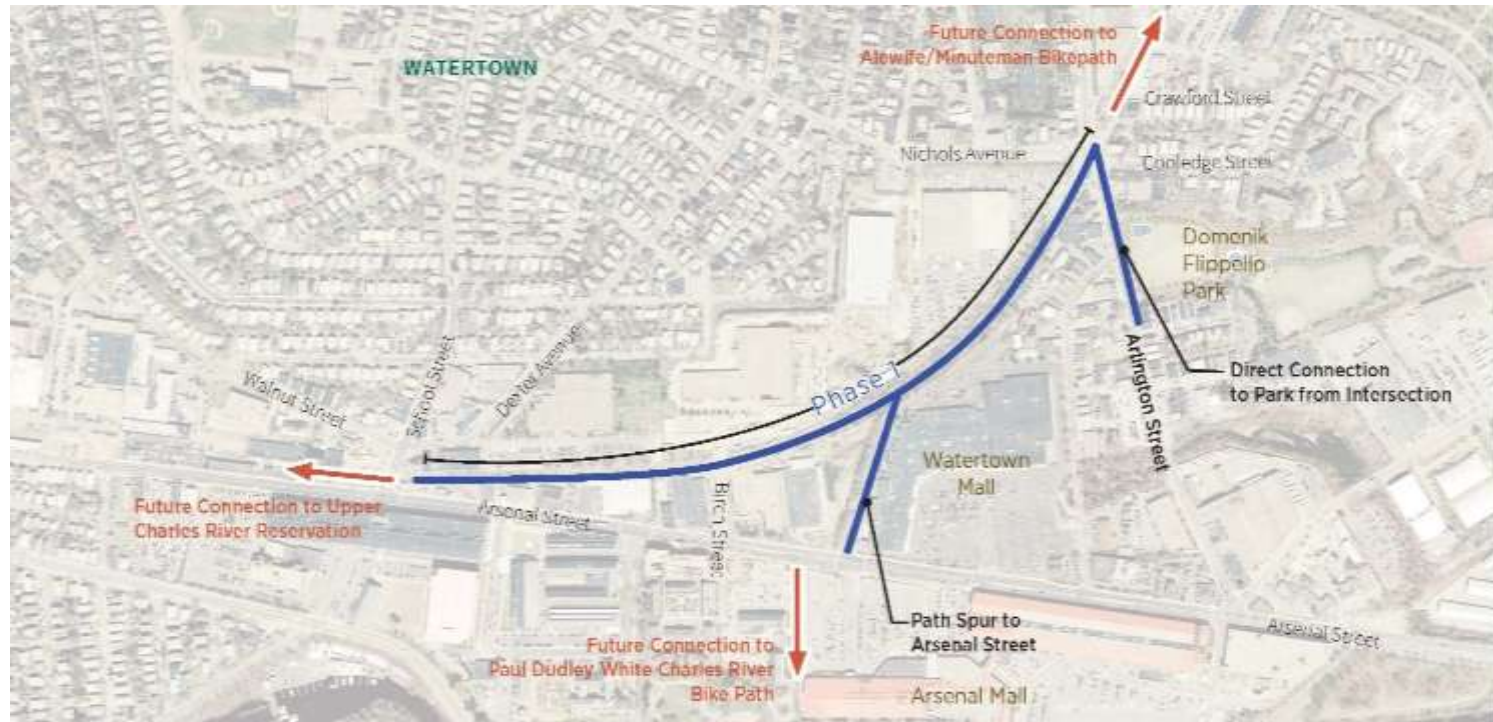 Future Connection to
Alewife/Minuteman Bikepath
WATERTOWN
Crawford Street
Nichols Avenue
Coolidge Street
Domenik
Flippello
Park
School Street
Dexter Avenue
Walnut Street
Phase 1
Arlington Street
Direct Connection
to Park from Intersection
Watertown
Mall
Future Connection to Upper
Charles River Reservation
Arsenal Street
Birch Street
Path Spur to
Arsenal Street
Arsenal Street
Future Connection to
Paul Dudley White Charles River
Bike Path
Arsenal Mall